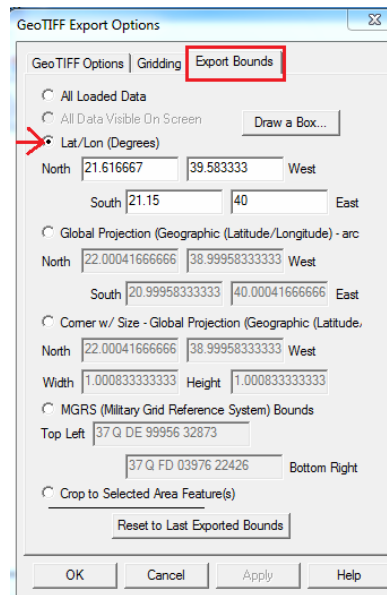 GeoTIFF Export Options
GeoTIFF Options Gridding Export Bounds
All Loaded Data
All Data Visible On Screen Draw a Box...
Lat/Lon (Degrees)
North 21.616667 39.583333 West
South 21.15 40 East
Global Projection (Geographic (Latitude/Longitude) - arc
North 22.00041666666 38.99958333333 West
South 20.99958333333 40.00041666666 East
Corner w/ Size - Global Projection (Geographic (Latitude/
North 22.00041666666 38.99958333333 West
Width 1.000833333333 Height 1.000833333333
MGRS (Military Grid Reference System) Bounds
Top Left 37 Q DE 99956 32873
37 Q FD 03976 22426 Bottom Right
Crop to Selected Area Feature(s)
Reset to Last Exported Bounds
OK Cancel Apply Help